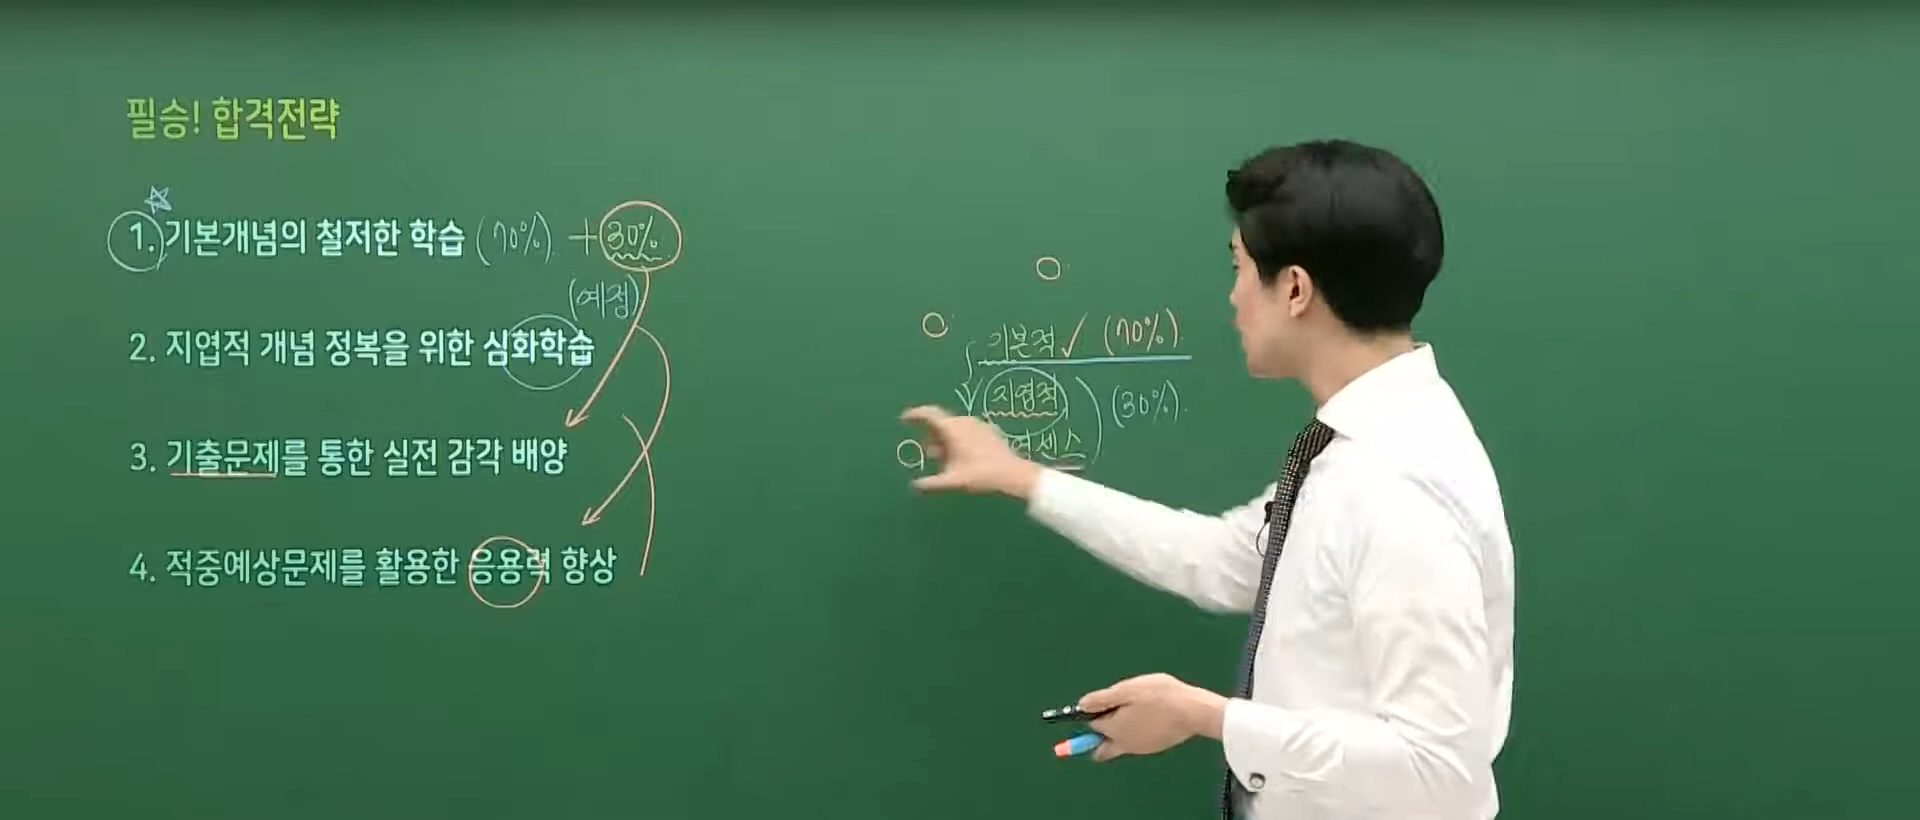 필승! 합격전략
1. 기본개념의 철저한 학습 (70%) + 30%
(예정)
2. 지엽적 개념 정복을 위한 심화학습
3. 기출문제를 통한 실전 감각 배양
4. 적중예상문제를 활용한 응용력 향상
기본적 ✓ (70%)
지엽적 (30%)
센스